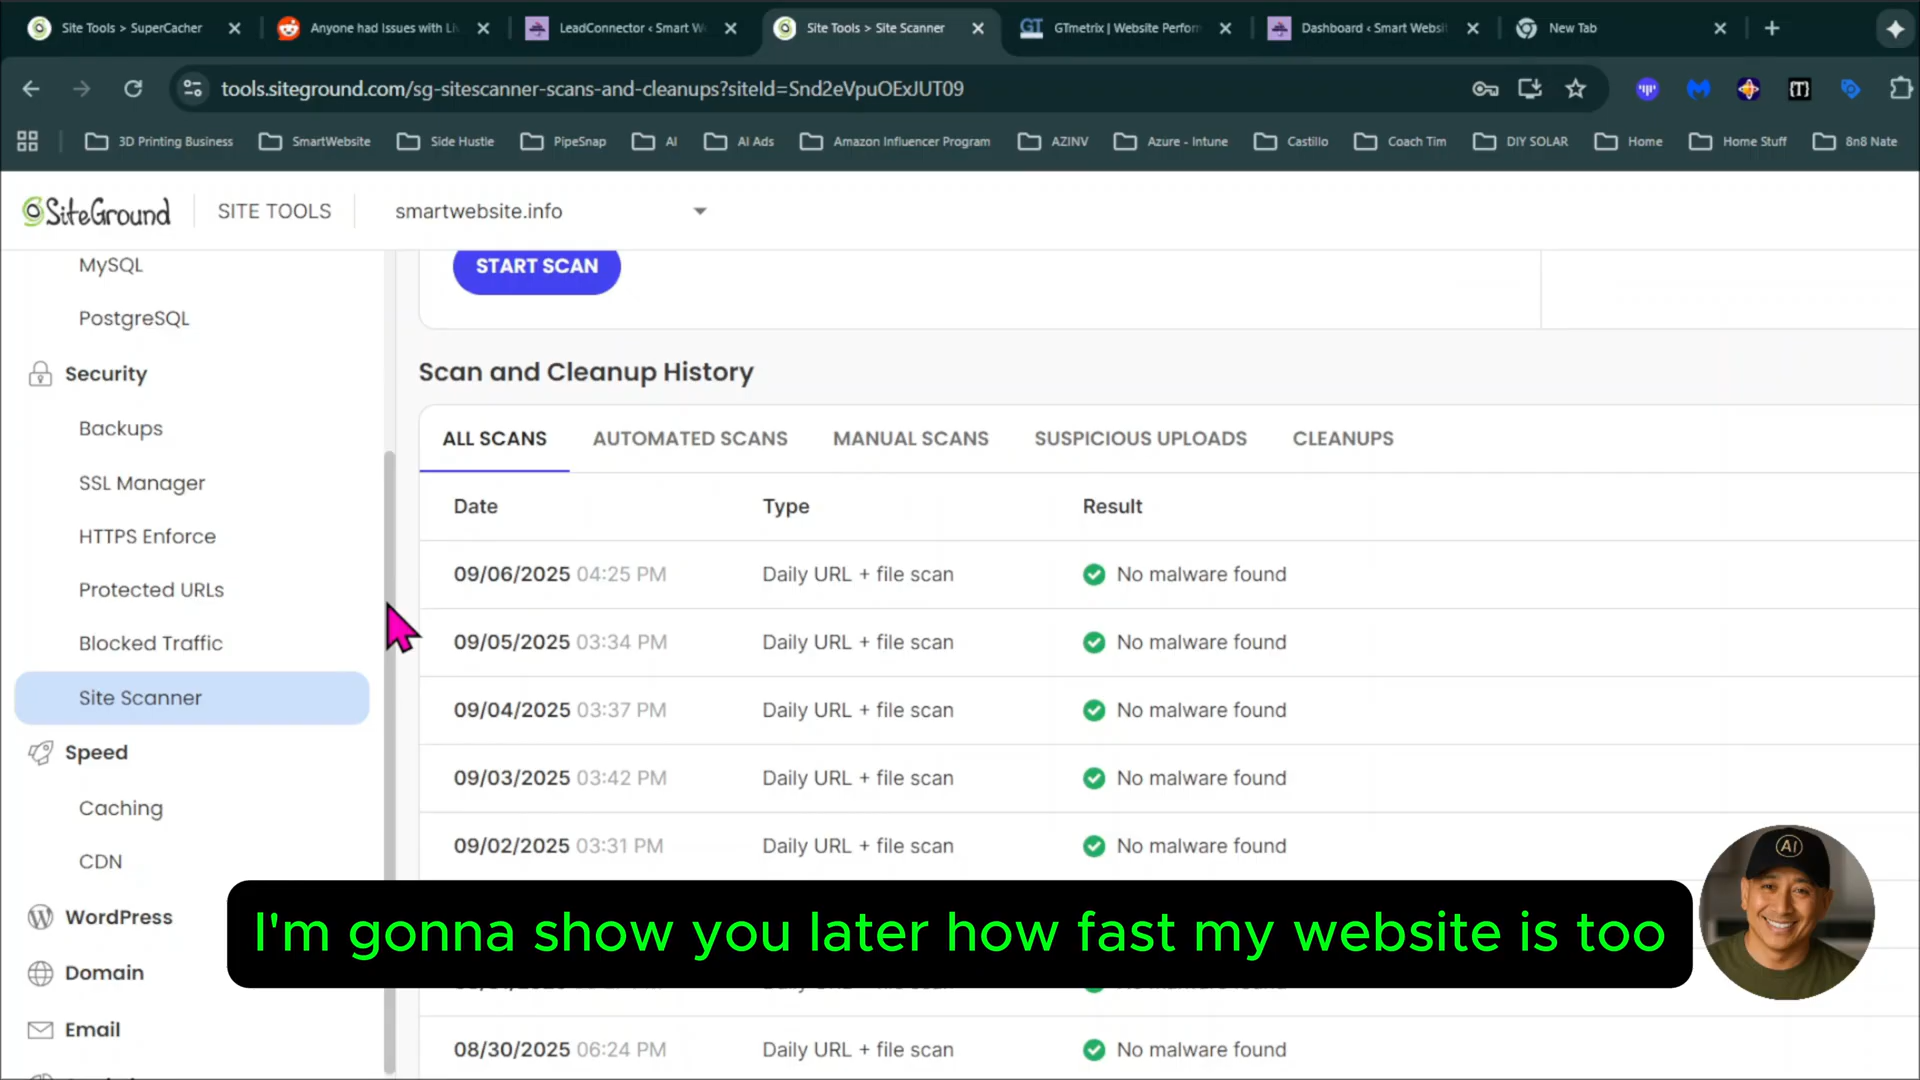 Site Tools > SuperCacher
Anyone had Issues with Li
LeadConnector ‹ Smart W
Site Tools > Site Scanner
GTmetrix | Website Perforn
Dashboard ‹ Smart Websi
New Tab
tools.siteground.com/sg-sitescanner-scans-and-cleanups?siteId=Snd2eVpuOExJUT09
3D Printing Business
SmartWebsite
Side Hustle
PipeSnap
AI
AI Ads
Amazon Influencer Program
AZINV
Azure - Intune
Castillo
Coach Tim
DIY SOLAR
Home
Home Stuff
8n8 Nate
SiteGround
SITE TOOLS
smartwebsite.info
MySQL
PostgreSQL
Security
Backups
SSL Manager
HTTPS Enforce
Protected URLs
Blocked Traffic
Site Scanner
Speed
Caching
CDN
WordPress
Domain
Email
START SCAN
Scan and Cleanup History
ALL SCANS
AUTOMATED SCANS
MANUAL SCANS
SUSPICIOUS UPLOADS
CLEANUPS
Date Type Result
09/06/2025 04:25 PM Daily URL + file scan No malware found
09/05/2025 03:34 PM Daily URL + file scan No malware found
09/04/2025 03:37 PM Daily URL + file scan No malware found
09/03/2025 03:42 PM Daily URL + file scan No malware found
09/02/2025 03:31 PM Daily URL + file scan No malware found
I'm gonna show you later how fast my website is too
08/30/2025 06:24 PM Daily URL + file scan No malware found
AI